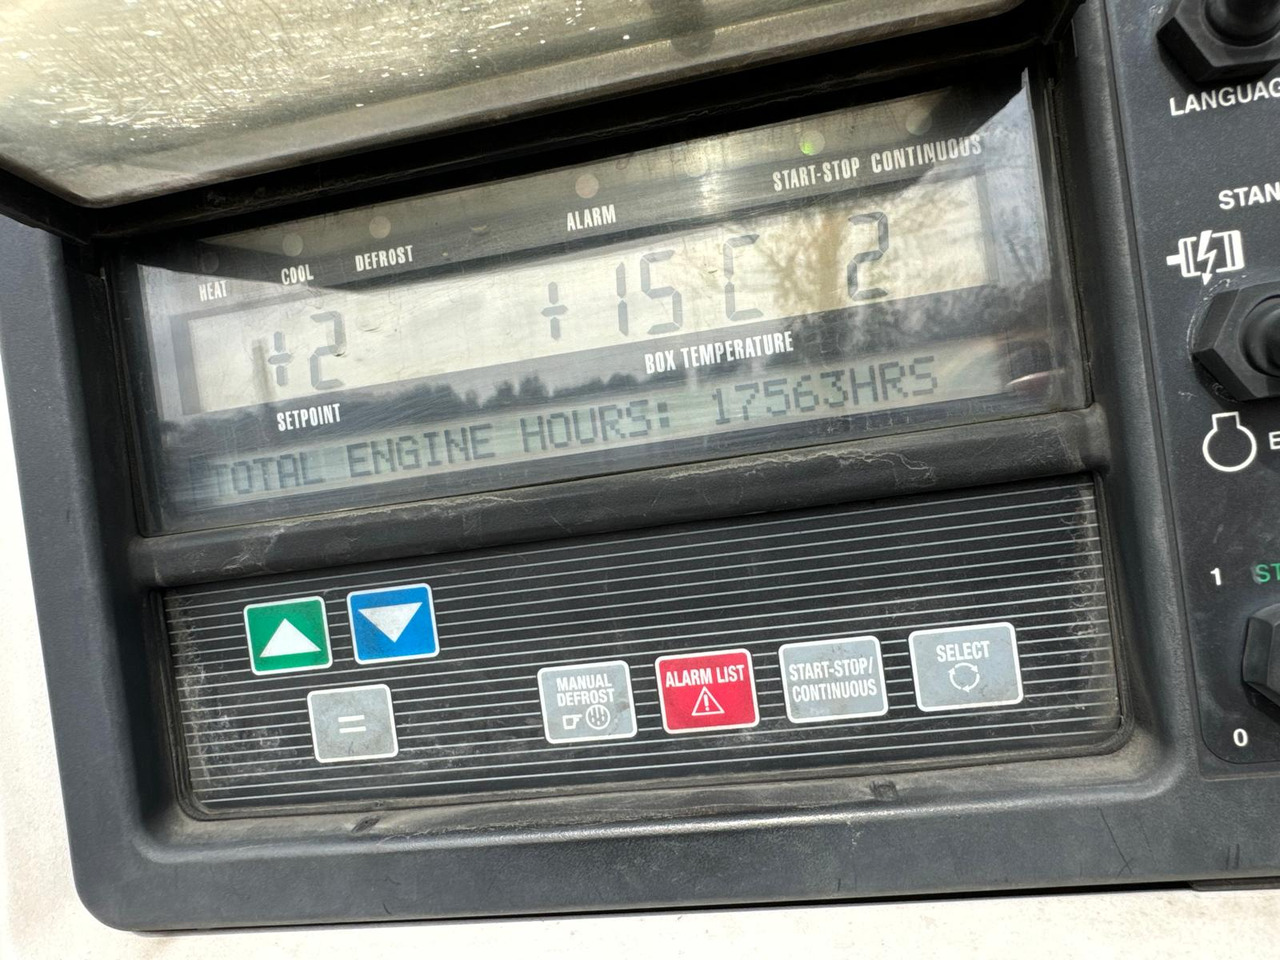 LANGUAG
START-STOP CONTINUOUS
ALARM
DEFROST
COOL
HEAT
STAN
+2
+15C 2
BOX TEMPERATURE
SETPOINT
TOTAL ENGINE HOURS: 17563HRS
E
1 ST
MANUAL
DEFROST
ALARM LIST
START-STOP/
CONTINUOUS
SELECT
=
0